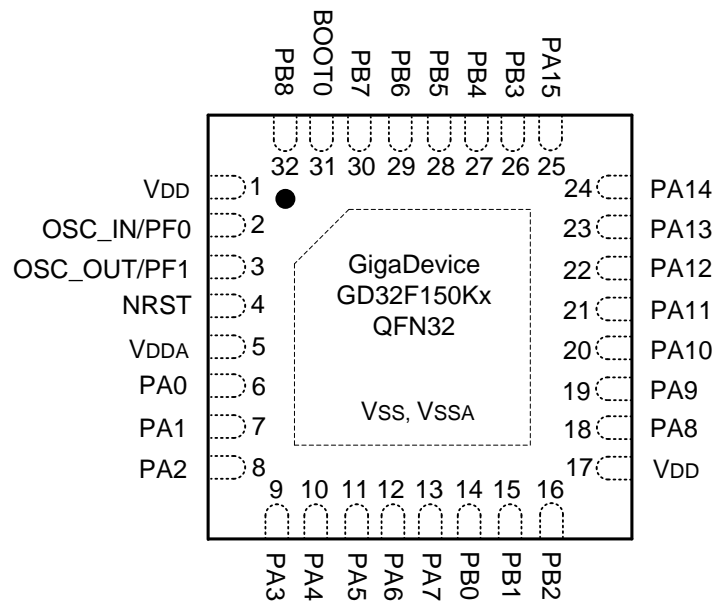 PB8
BOOT0
PB7
PB6
PB5
PB4
PB3
PA15
32 31 30 29 28 27 26 25
VDD 1
OSC_IN/PF0 2
OSC_OUT/PF1 3
NRST 4
VDDA 5
PA0 6
PA1 7
PA2 8
GigaDevice
GD32F150Kx
QFN32
VSS, VSSA
24 PA14
23 PA13
22 PA12
21 PA11
20 PA10
19 PA9
18 PA8
17 VDD
9 10 11 12 13 14 15 16
PA3
PA4
PA5
PA6
PA7
PB0
PB1
PB2